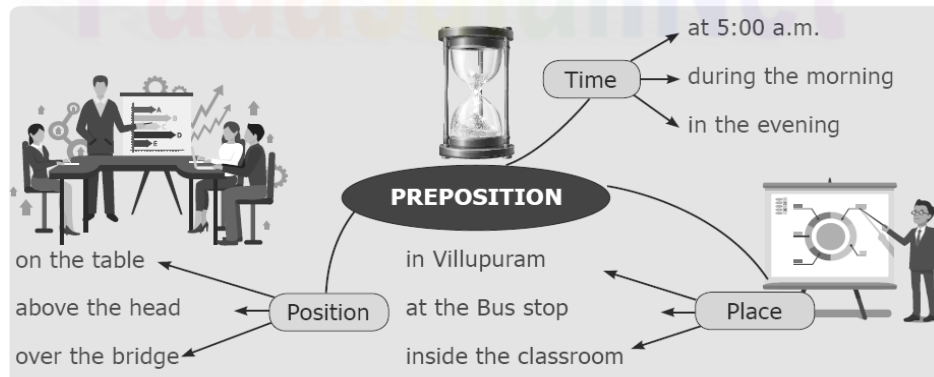 at 5:00 a.m.
Time
during the morning
in the evening
PREPOSITION
on the table
above the head
over the bridge
Position
in Villupuram
at the Bus stop
inside the classroom
Place
A
B
C
D
E